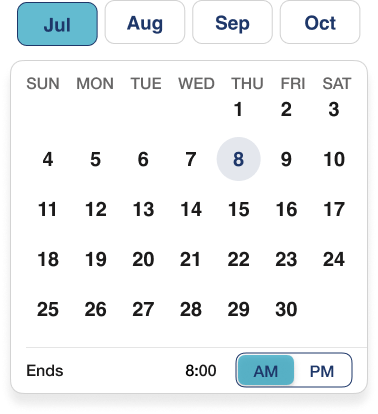 Jul Aug Sep Oct
SUN MON TUE WED THU FRI SAT
1 2 3
4 5 6 7 8 9 10
11 12 13 14 15 16 17
18 19 20 21 22 23 24
25 26 27 28 29 30
Ends 8:00 AM PM